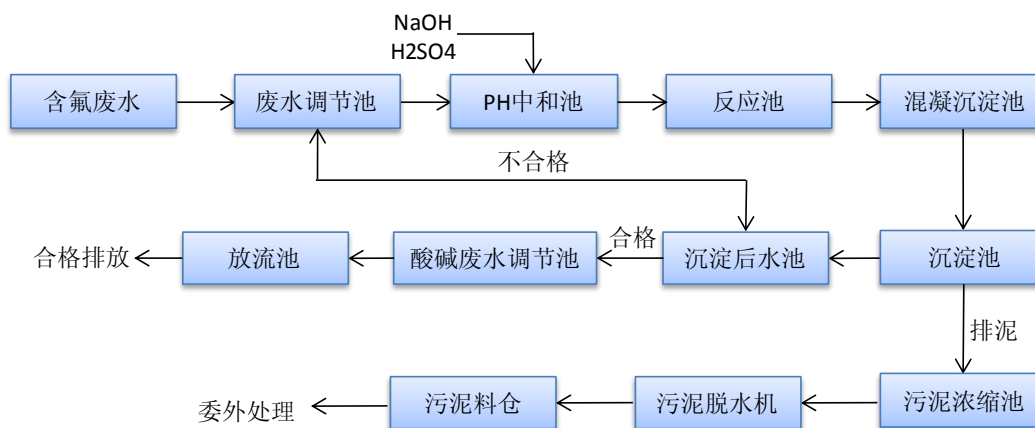 NaOH
H2SO4
含氟废水
废水调节池
PH中和池
反应池
混凝沉淀池
不合格
合格排放
放流池
酸碱废水调节池
合格
沉淀后水池
沉淀池
排泥
委外处理
污泥料仓
污泥脱水机
污泥浓缩池